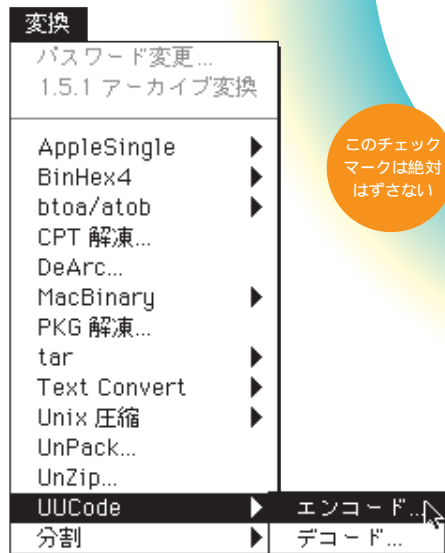 変換
パスワード変更...
1.5.1 アーカイブ変換
AppleSingle
BinHex4
btoa/atob
CPT 解凍...
DeArc...
MacBinary
PKG 解凍...
tar
Text Convert
Unix 圧縮
UnPack...
UnZip...
UUCode
エンコード...
分割
デコード...
このチェック
マークは絶対
はずさない